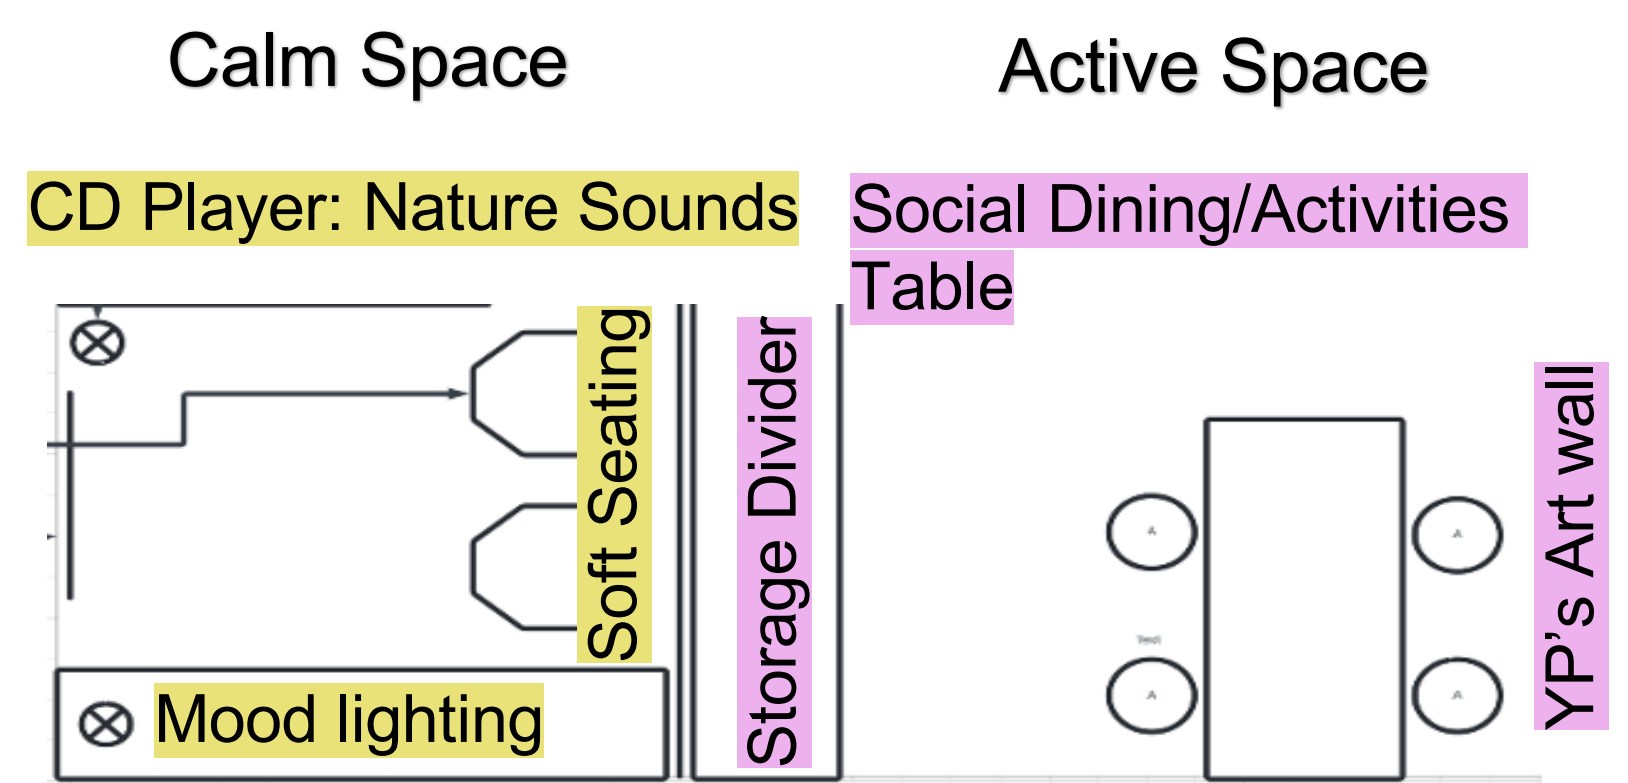 Calm Space
Active Space
CD Player: Nature Sounds
Social Dining/Activities
Table
Soft Seating
Storage Divider
YP’s Art wall
A
A
Text
A
A
Mood lighting